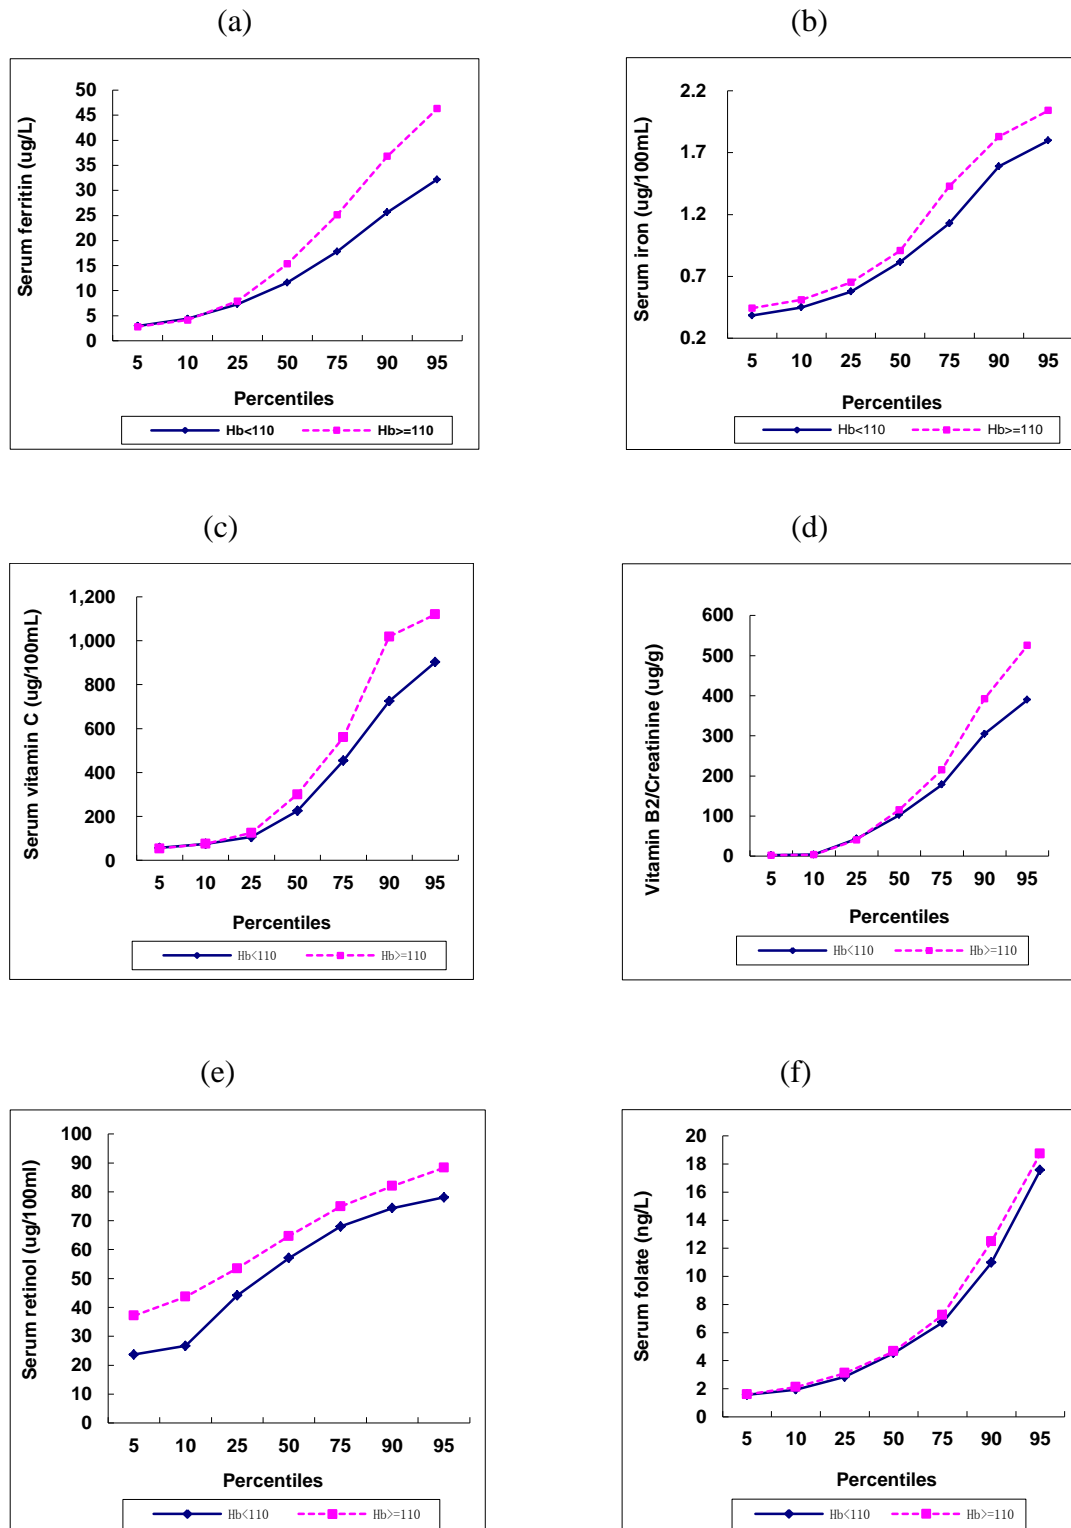 (a)
50
45
40
35
30
25
20
15
10
5
0
Serum ferritin (ug/L)
5 10 25 50 75 90 95
Percentiles
Hb<110 Hb>=110
(b)
2.2
1.7
1.2
0.7
0.2
Serum iron (ug/100mL)
5 10 25 50 75 90 95
Percentiles
Hb<110 Hb>=110
(c)
1,200
1,000
800
600
400
200
0
Serum vitamin C (ug/100mL)
5 10 25 50 75 90 95
Percentiles
Hb<110 Hb>=110
(d)
600
500
400
300
200
100
0
Vitamin B2/Creatinine (ug/g)
5 10 25 50 75 90 95
Percentiles
Hb<110 Hb>=110
(e)
100
90
80
70
60
50
40
30
20
10
0
Serum retinol (ug/100ml)
5 10 25 50 75 90 95
Percentiles
Hb<110 Hb>=110
(f)
20
18
16
14
12
10
8
6
4
2
0
Serum folate (ng/L)
5 10 25 50 75 90 95
Percentiles
Hb<110 Hb>=110